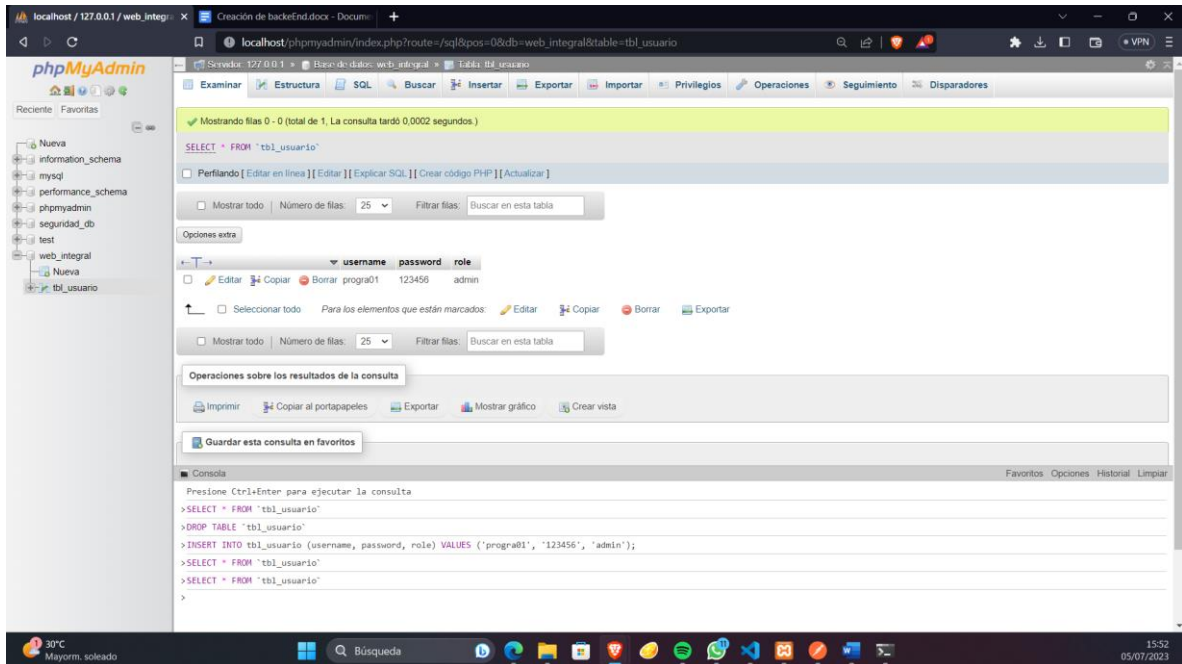 localhost / 127.0.0.1 / web_integra
Creación de backeEnd.docx - Docume
localhost/phpmyadmin/index.php?route=/sql&pos=0&db=web_integral&table=tbl_usuario
VPN
phpMyAdmin
Reciente Favoritas
Nueva
information_schema
mysql
performance_schema
phpmyadmin
seguridad_db
test
web_integral
Nueva
tbl_usuario
Servidor: 127.0.0.1 » Base de datos: web_integral » Tabla: tbl_usuario
Examinar Estructura SQL Buscar Insertar Exportar Importar Privilegios Operaciones Seguimiento Disparadores
Mostrando filas 0 - 0 (total de 1, La consulta tardó 0,0002 segundos.)
SELECT * FROM `tbl_usuario`
Perfilando [ Editar en línea ] [ Editar ] [ Explicar SQL ] [ Crear código PHP ] [ Actualizar ]
Mostrar todo | Número de filas: 25 Filtrar filas: Buscar en esta tabla
Opciones extra
username password role
Editar Copiar Borrar progra01 123456 admin
Seleccionar todo Para los elementos que están marcados: Editar Copiar Borrar Exportar
Mostrar todo | Número de filas: 25 Filtrar filas: Buscar en esta tabla
Operaciones sobre los resultados de la consulta
Imprimir Copiar al portapapeles Exportar Mostrar gráfico Crear vista
Guardar esta consulta en favoritos
Consola Favoritos Opciones Historial Limpiar
Presione Ctrl+Enter para ejecutar la consulta
>SELECT * FROM `tbl_usuario`
>DROP TABLE `tbl_usuario`
>INSERT INTO tbl_usuario (username, password, role) VALUES ('progra01', '123456', 'admin');
>SELECT * FROM `tbl_usuario`
>SELECT * FROM `tbl_usuario`
>
1
30°C
Mayorm. soleado
Búsqueda
15:52
05/07/2023